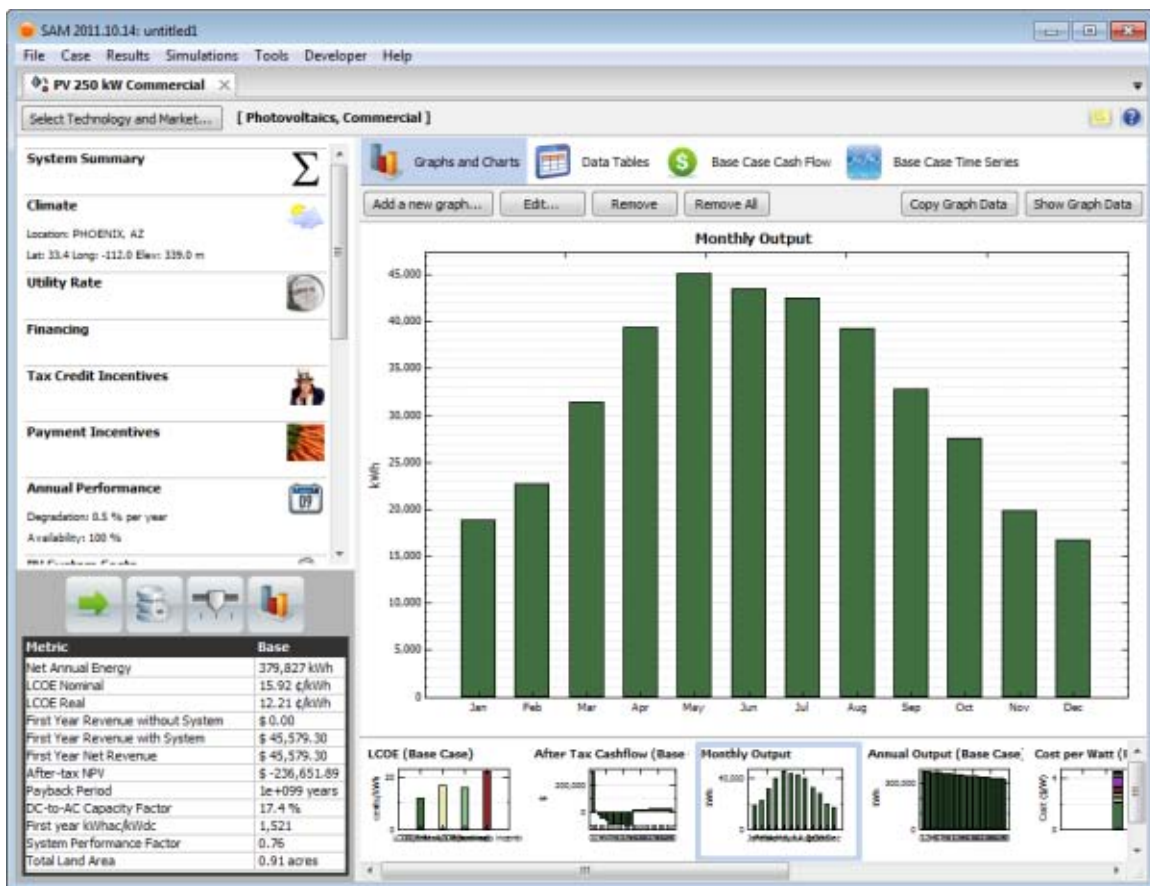 SAM 2011.10.14: untitled1
File Case Results Simulations Tools Developer Help
PV 250 kW Commercial
Select Technology and Market... [ Photovoltaics, Commercial ]
System Summary
Climate
Location: PHOENIX, AZ
Lat: 33.4 Long: -112.0 Elev: 339.0 m
Utility Rate
Financing
Tax Credit Incentives
Payment Incentives
Annual Performance
Degradation: 0.5 % per year
Availability: 100 %
Metric Base
Net Annual Energy 379,827 kWh
LCOE Nominal 15.92 ¢/kWh
LCOE Real 12.21 ¢/kWh
First Year Revenue without System $ 0.00
First Year Revenue with System $ 45,579.30
First Year Net Revenue $ 45,579.30
After-tax NPV $ -236,651.89
Payback Period 1e+099 years
DC-to-AC Capacity Factor 17.4 %
First year kWhac/kWdc 1,521
System Performance Factor 0.76
Total Land Area 0.91 acres
Graphs and Charts Data Tables Base Case Cash Flow Base Case Time Series
Add a new graph... Edit... Remove Remove All Copy Graph Data Show Graph Data
Monthly Output
45,000
40,000
35,000
30,000
25,000
20,000
15,000
10,000
5,000
0
kWh
Jan Feb Mar Apr May Jun Jul Aug Sep Oct Nov Dec
LCOE (Base Case) After Tax Cashflow (Base Monthly Output Annual Output (Base Case) Cost per Watt